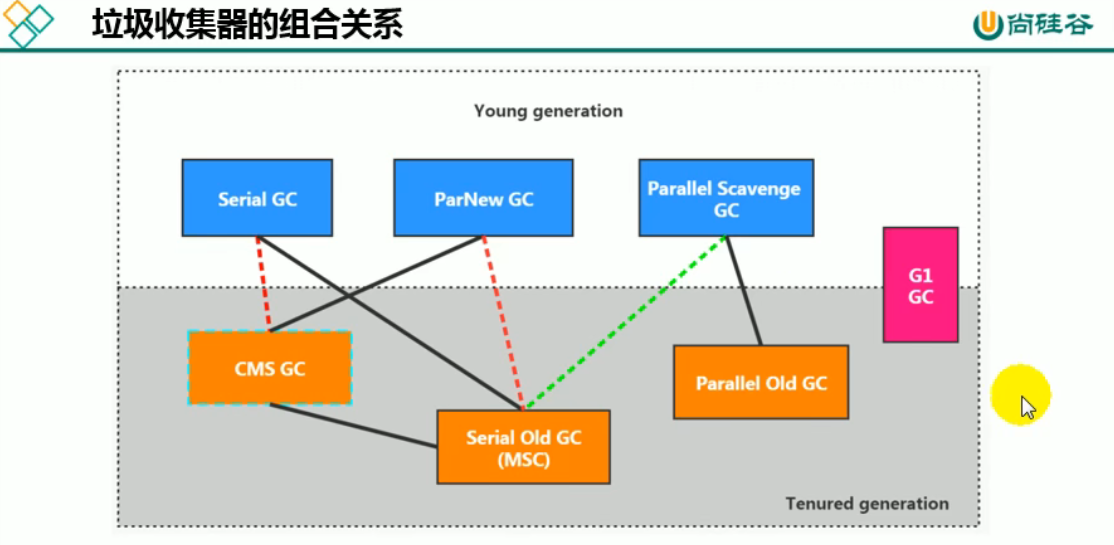 垃圾收集器的组合关系
尚硅谷
Young generation
Serial GC
ParNew GC
Parallel Scavenge
GC
G1
GC
CMS GC
Parallel Old GC
Serial Old GC
(MSC)
Tenured generation